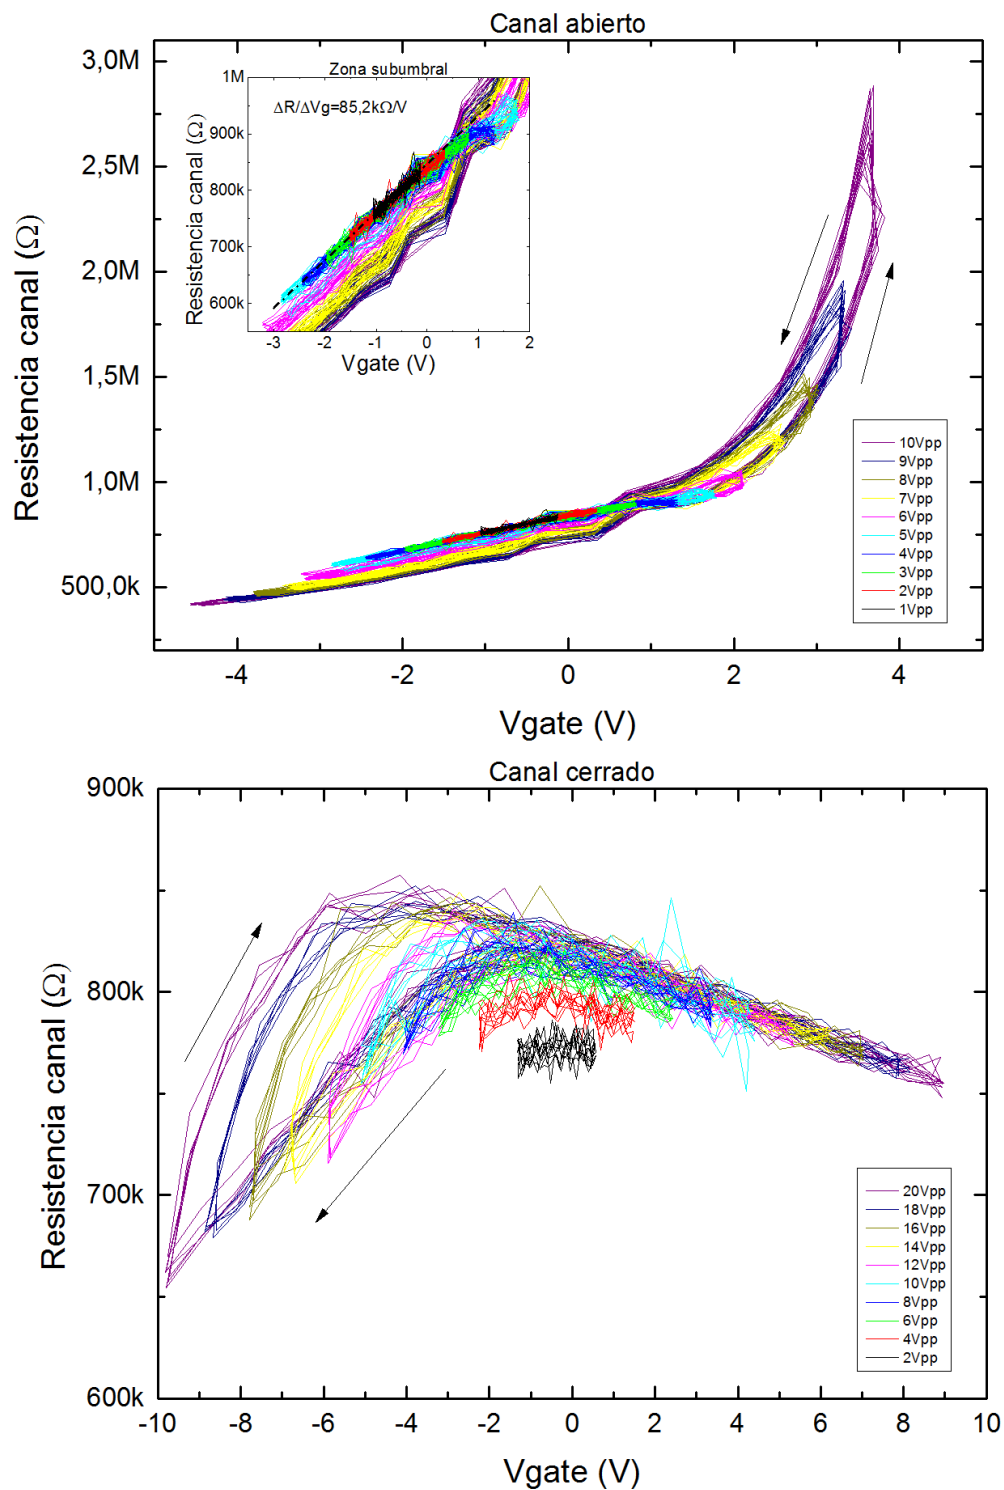 Canal abierto
3,0M
2,5M
2,0M
1,5M
1,0M
500,0k
Resistencia canal (Ω)
Zona subumbral
1M
900k
800k
700k
600k
Resistencia canal (Ω)
ΔR/ΔVg=85,2kΩ/V
-3 -2 -1 0 1 2
Vgate (V)
10Vpp
9Vpp
8Vpp
7Vpp
6Vpp
5Vpp
4Vpp
3Vpp
2Vpp
1Vpp
-4 -2 0 2 4
Vgate (V)
Canal cerrado
900k
800k
700k
600k
Resistencia canal (Ω)
20Vpp
18Vpp
16Vpp
14Vpp
12Vpp
10Vpp
8Vpp
6Vpp
4Vpp
2Vpp
-10 -8 -6 -4 -2 0 2 4 6 8 10
Vgate (V)